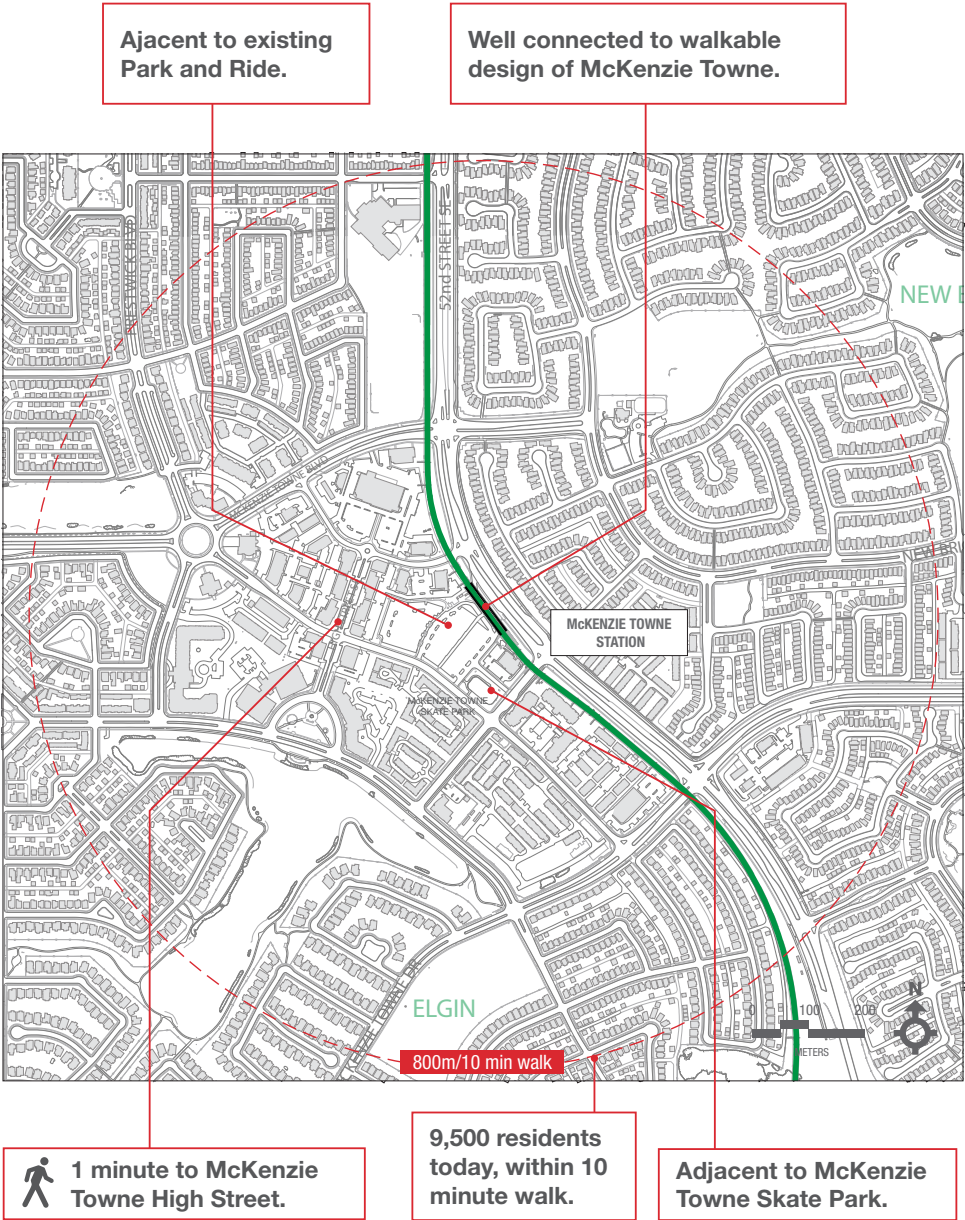 Ajacent to existing
Park and Ride.
Well connected to walkable
design of McKenzie Towne.
52nd STREET SE
NEW B
McKENZIE TOWNE
STATION
McKENZIE TOWNE
SKATE PARK
ELGIN
800m/10 min walk
0 100 200
METERS
N
1 minute to McKenzie
Towne High Street.
9,500 residents
today, within 10
minute walk.
Adjacent to McKenzie
Towne Skate Park.